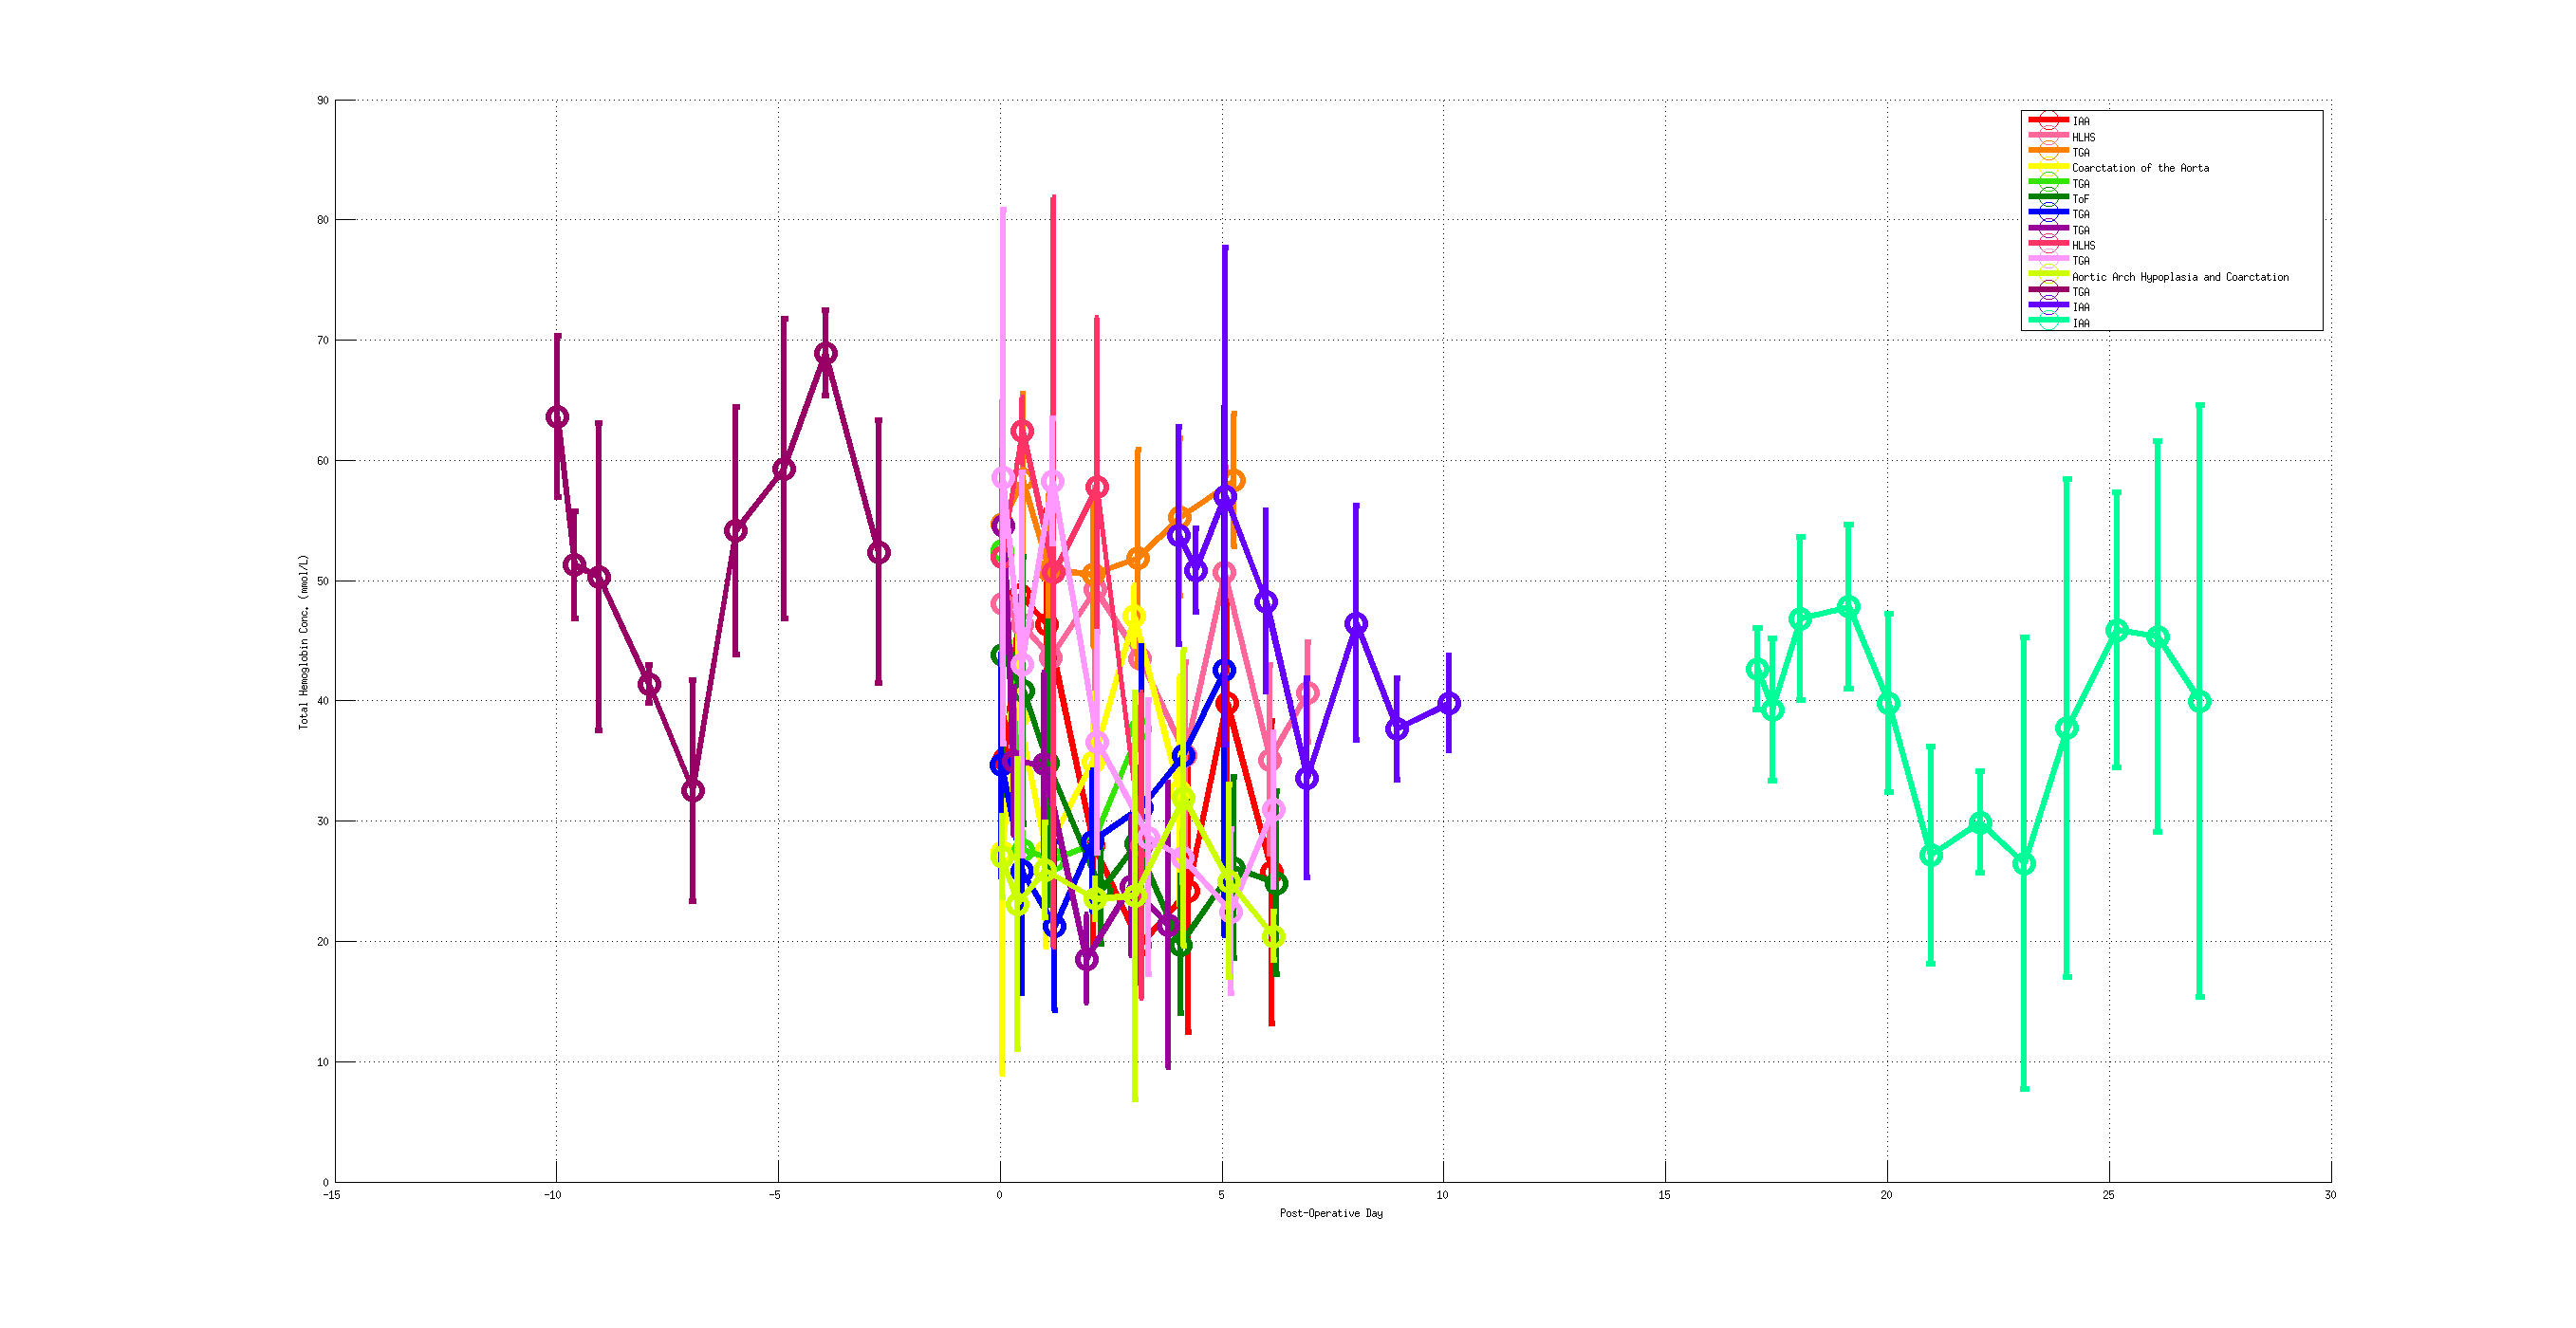 90
80
70
60
50
40
30
20
10
0
Total Hemoglobin Conc. (mmol/L)
-15
-10
-5
0
5
10
15
20
25
30
Post-Operative Day
IAA
HLHS
TGA
Coarctation of the Aorta
TGA
ToF
TGA
TGA
HLHS
TGA
Aortic Arch Hypoplasia and Coarctation
TGA
IAA
IAA